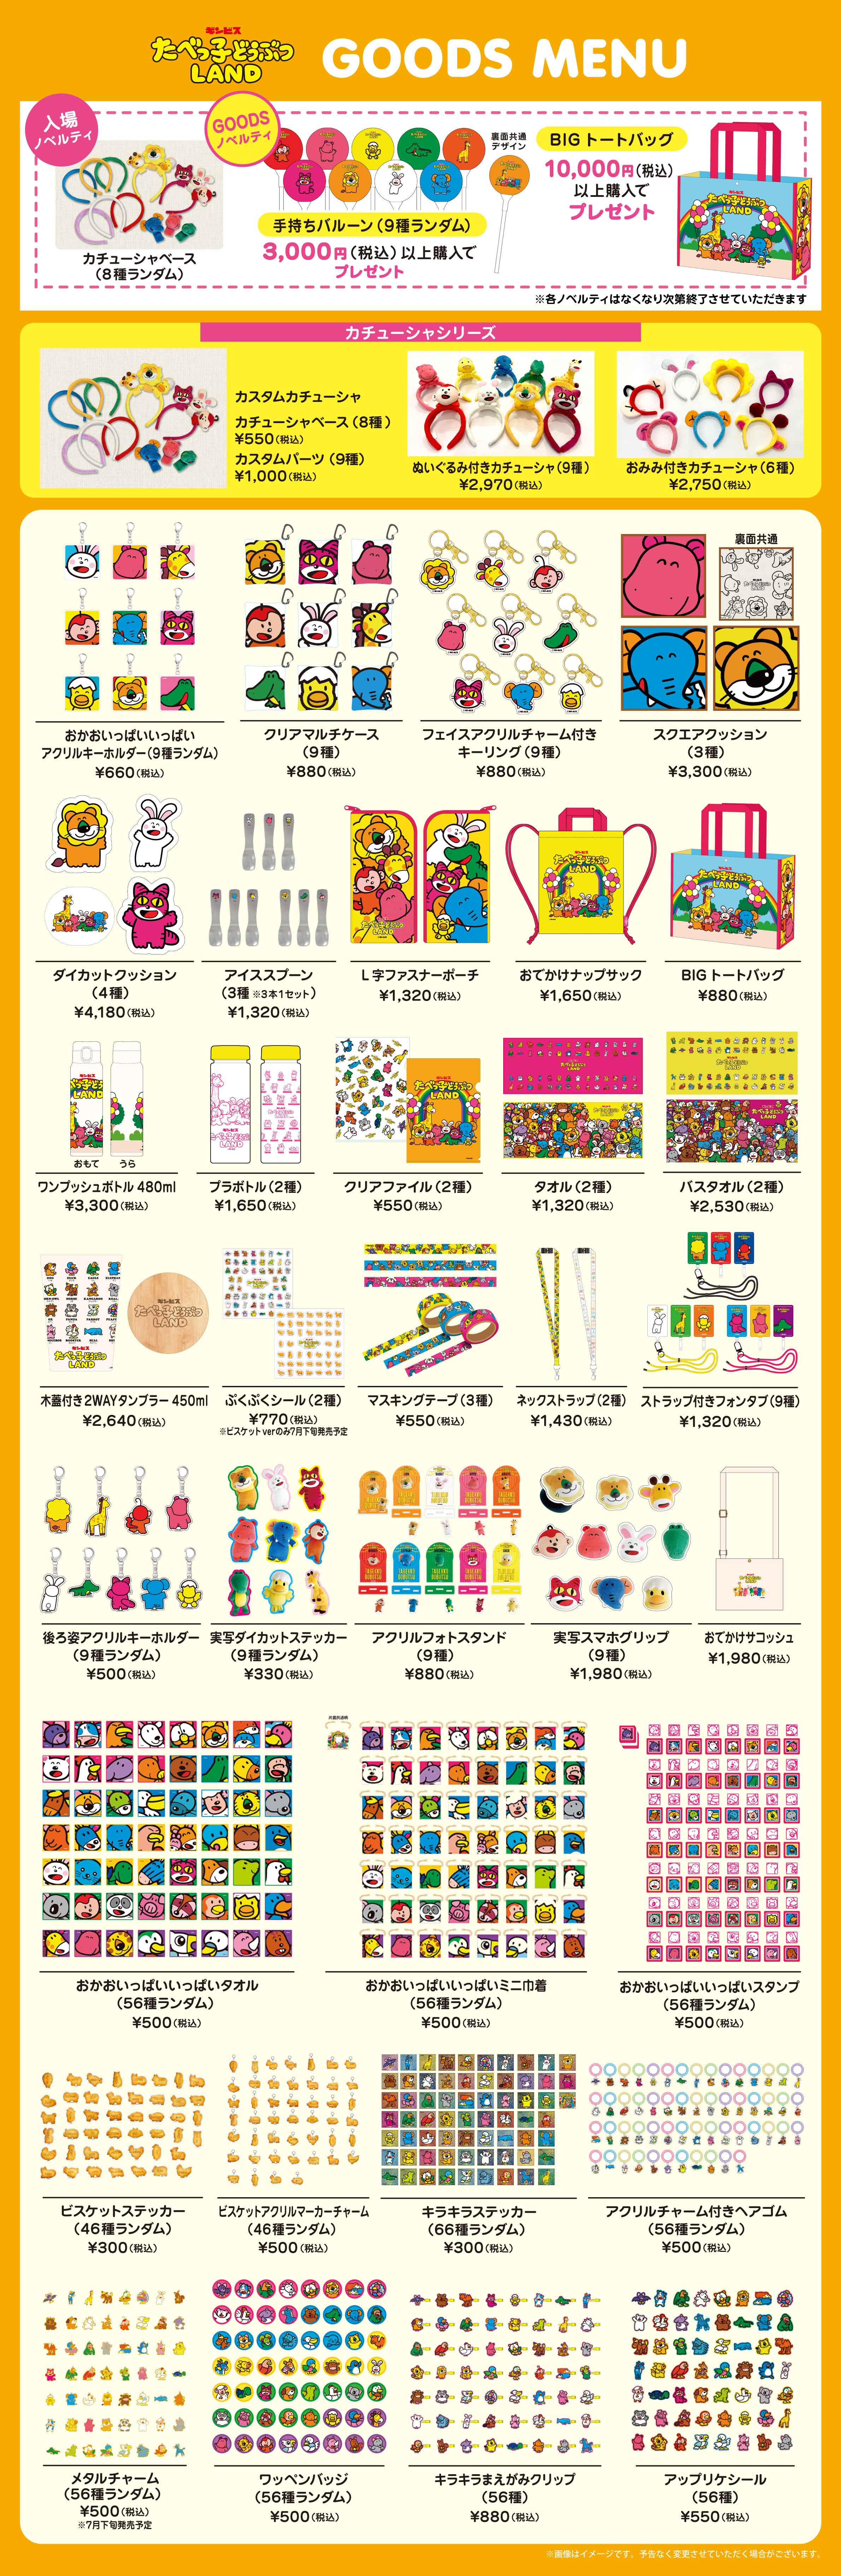 ギンビス
たべっ子どうぶつ
LAND
GOODS MENU
入場
ノベルティ
GOODS
ノベルティ
カチューシャベース
（8種ランダム）
裏面共通
デザイン
手持ちバルーン（9種ランダム）
3,000円（税込）以上購入で
プレゼント
BIGトートバッグ
10,000円（税込）
以上購入で
プレゼント
※各ノベルティはなくなり次第終了させていただきます
カチューシャシリーズ
カスタムカチューシャ
カチューシャベース（8種）
¥550（税込）
カスタムパーツ（9種）
¥1,000（税込）
ぬいぐるみ付きカチューシャ（9種）
¥2,970（税込）
おみみ付きカチューシャ（6種）
¥2,750（税込）
おかおいっぱいいっぱい
アクリルキーホルダー（9種ランダム）
¥660（税込）
クリアマルチケース
（9種）
¥880（税込）
フェイスアクリルチャーム付き
キーリング（9種）
¥880（税込）
裏面共通
スクエアクッション
（3種）
¥3,300（税込）
ダイカットクッション
（4種）
¥4,180（税込）
アイススプーン
（3種 ※3本1セット）
¥1,320（税込）
L字ファスナーポーチ
¥1,320（税込）
おでかけナップサック
¥1,650（税込）
BIGトートバッグ
¥880（税込）
おもて
うら
ワンプッシュボトル 480ml
¥3,300（税込）
プラボトル（2種）
¥1,650（税込）
クリアファイル（2種）
¥550（税込）
タオル（2種）
¥1,320（税込）
バスタオル（2種）
¥2,530（税込）
木蓋付き2WAYタンブラー 450ml
¥2,640（税込）
ぷくぷくシール（2種）
¥770（税込）
※ビスケットverのみ7月下旬発売予定
マスキングテープ（3種）
¥550（税込）
ネックストラップ（2種）
¥1,430（税込）
ストラップ付きフォンタブ（9種）
¥1,320（税込）
後ろ姿アクリルキーホルダー
（9種ランダム）
¥500（税込）
実写ダイカットステッカー
（9種ランダム）
¥330（税込）
アクリルフォトスタンド
（9種）
¥880（税込）
実写スマホグリップ
（9種）
¥1,980（税込）
おでかけサコッシュ
¥1,980（税込）
おかおいっぱいいっぱいタオル
（56種ランダム）
¥500（税込）
おかおいっぱいいっぱいミニ巾着
（56種ランダム）
¥500（税込）
おかおいっぱいいっぱいスタンプ
（56種ランダム）
¥500（税込）
ビスケットステッカー
（46種ランダム）
¥300（税込）
ビスケットアクリルマーカーチャーム
（46種ランダム）
¥500（税込）
キラキラステッカー
（66種ランダム）
¥300（税込）
アクリルチャーム付きヘアゴム
（56種ランダム）
¥500（税込）
メタルチャーム
（56種ランダム）
¥500（税込）
※7月下旬発売予定
ワッペンバッジ
（56種ランダム）
¥500（税込）
キラキラまえがみクリップ
（56種）
¥880（税込）
アップリケシール
（56種）
¥550（税込）
※画像はイメージです。予告なく変更させていただく場合がございます。